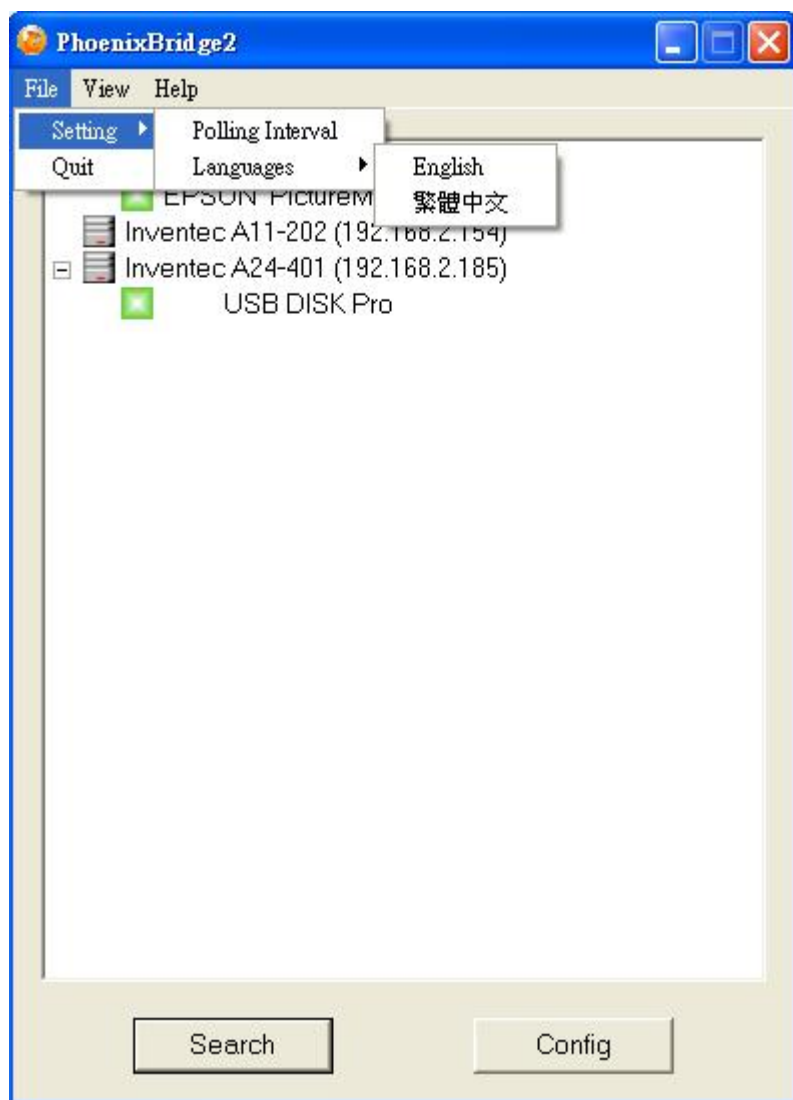 PhoenixBridge2
File View Help
Setting Polling Interval
Quit Languages English
繁體中文
EPSON PictureM
Inventec A11-202 (192.168.2.154)
Inventec A24-401 (192.168.2.185)
USB DISK Pro
Search Config